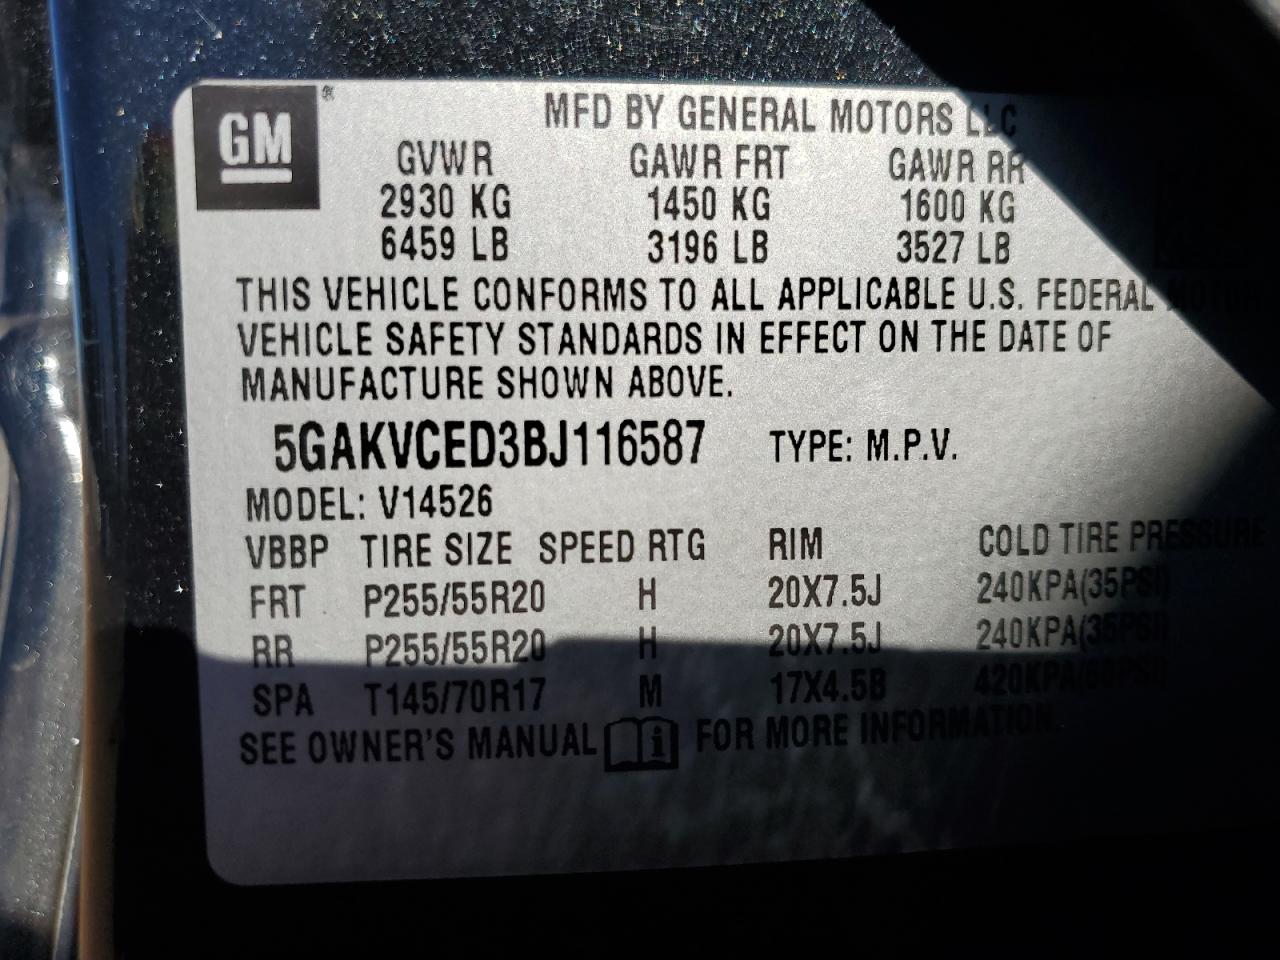 GM ®
MFD BY GENERAL MOTORS LLC
GVWR GAWR FRT GAWR RR
2930 KG 1450 KG 1600 KG
6459 LB 3196 LB 3527 LB
THIS VEHICLE CONFORMS TO ALL APPLICABLE U.S. FEDERAL MOTOR
VEHICLE SAFETY STANDARDS IN EFFECT ON THE DATE OF
MANUFACTURE SHOWN ABOVE.
5GAKVCED3BJ116587 TYPE: M.P.V.
MODEL: V14526
VBBP TIRE SIZE SPEED RTG RIM COLD TIRE PRESSURE
FRT P255/55R20 H 20X7.5J 240KPA(35PSI)
RR P255/55R20 H 20X7.5J 240KPA(35PSI)
SPA T145/70R17 M 17X4.5B 420KPA(60PSI)
SEE OWNER'S MANUAL i FOR MORE INFORMATION.